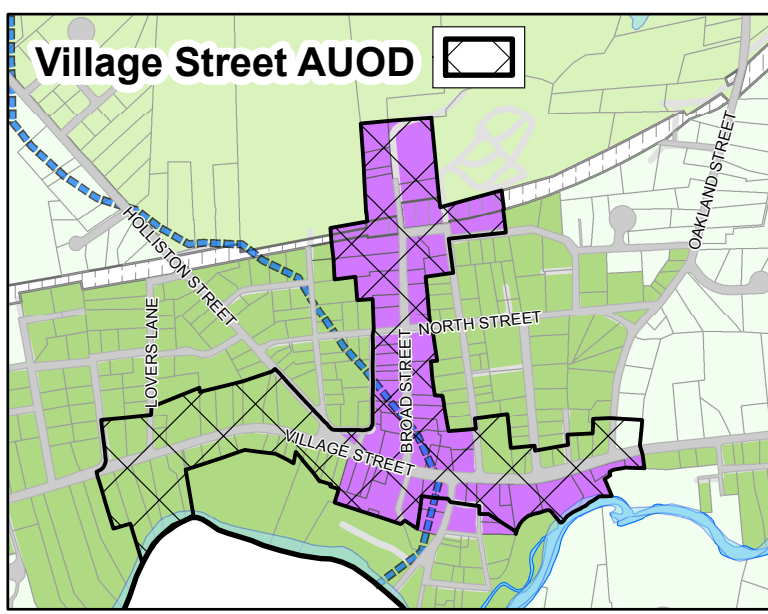 Village Street AUOD
OAKLAND STREET
HOLLISTON STREET
LOVERS LANE
NORTH STREET
BROAD STREET
VILLAGE STREET